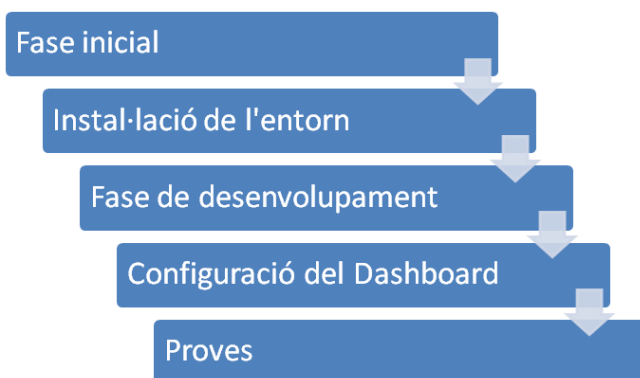 Fase inicial
Instal·lació de l'entorn
Fase de desenvolupament
Configuració del Dashboard
Proves